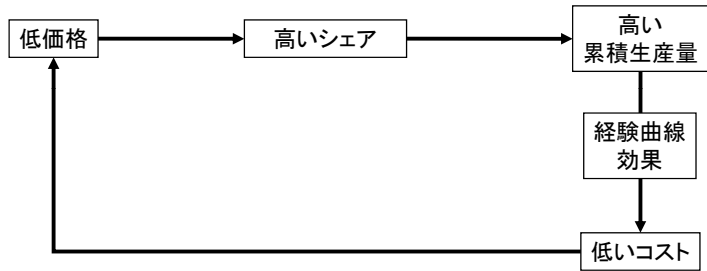 低価格
高いシェア
高い
累積生産量
経験曲線
効果
低いコスト